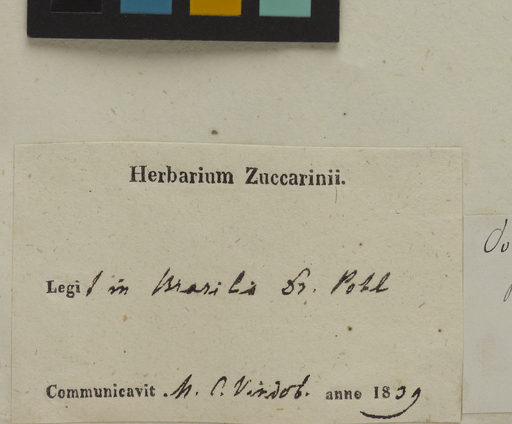 Herbarium Zuccarinii.
Legit in Brasilia Dr. Pohl
Communicavit M. C. Vindob. anno 1839